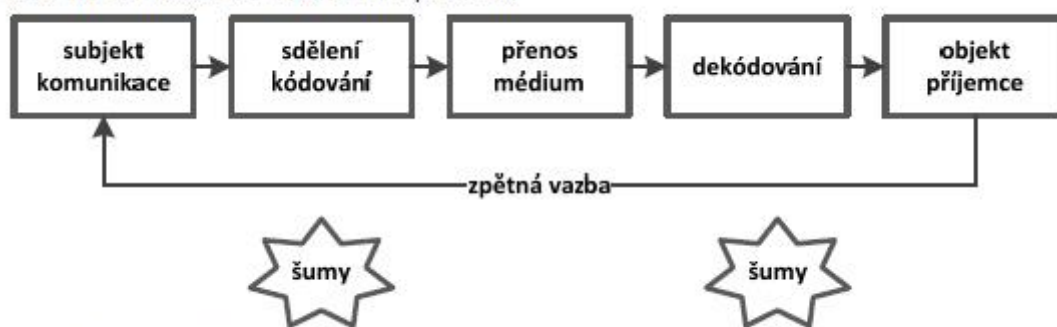 subjekt
komunikace
sdělení
kódování
přenos
médium
dekódování
objekt
příjemce
zpětná vazba
šumy
šumy